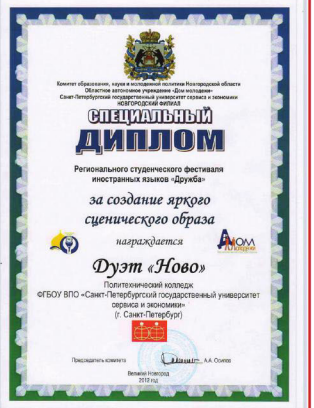 Комитет образования, науки и молодежной политики Новгородской области
Областное автономное учреждение «Дом молодежи»
Санкт-Петербургский государственный университет сервиса и экономики
НОВГОРОДСКИЙ ФИЛИАЛ
СПЕЦИАЛЬНЫЙ
ДИПЛОМ
Регионального студенческого фестиваля
иностранных языков «Дружба»
за создание яркого
сценического образа
награждается
ДОМ
МОЛОДЕЖИ
Дуэт «Ново»
Политехнический колледж
ФГБОУ ВПО «Санкт-Петербургский государственный университет
сервиса и экономики»
(г. Санкт-Петербург)
Председатель комитета
А.А. Осипов
Великий Новгород
2012 год